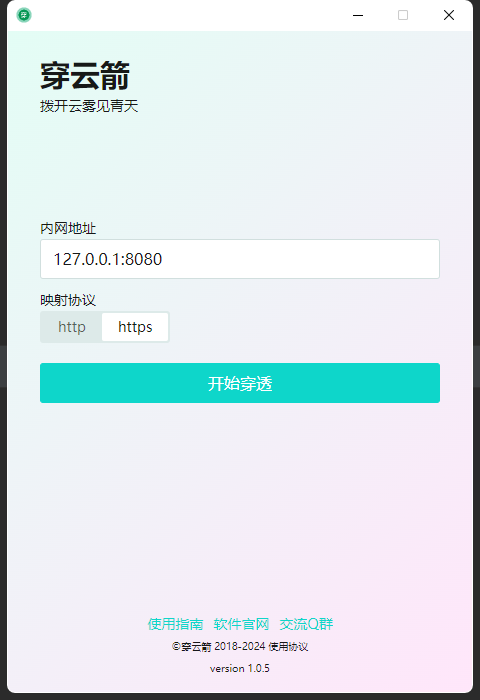 穿
穿云箭
拨开云雾见青天
内网地址
127.0.0.1:8080
映射协议
http https
开始穿透
使用指南 软件官网 交流Q群
©穿云箭 2018-2024 使用协议
version 1.0.5